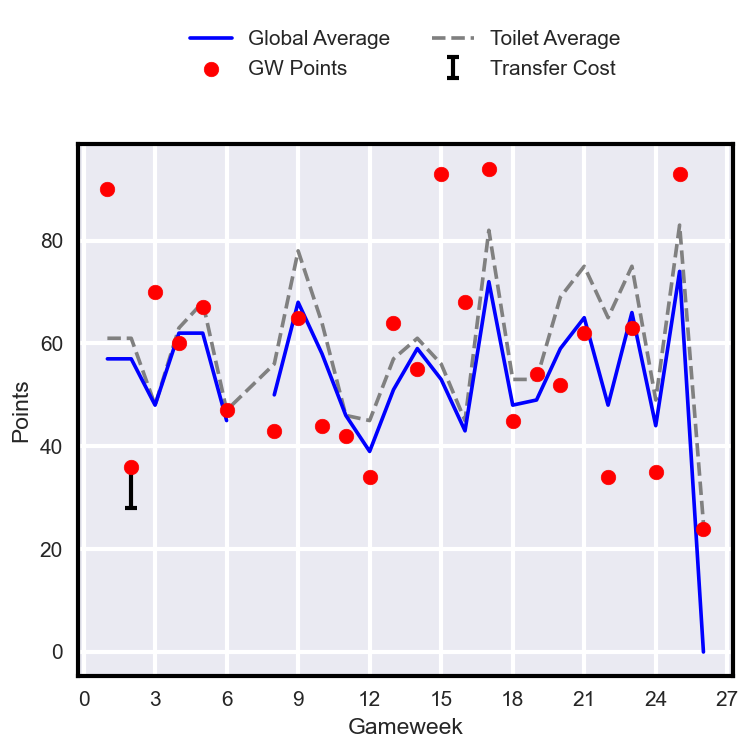 Global Average Toilet Average
GW Points Transfer Cost
Points
80
60
40
20
0
0 3 6 9 12 15 18 21 24 27
Gameweek